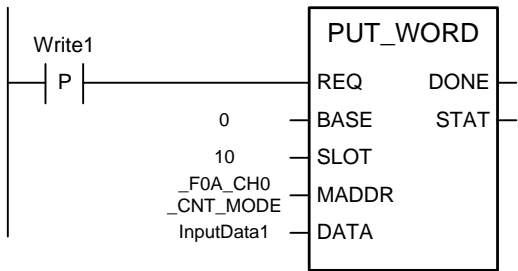 PUT_WORD
Write1
P
REQ DONE
0 BASE STAT
10 SLOT
_F0A_CH0
_CNT_MODE MADDR
InputData1 DATA